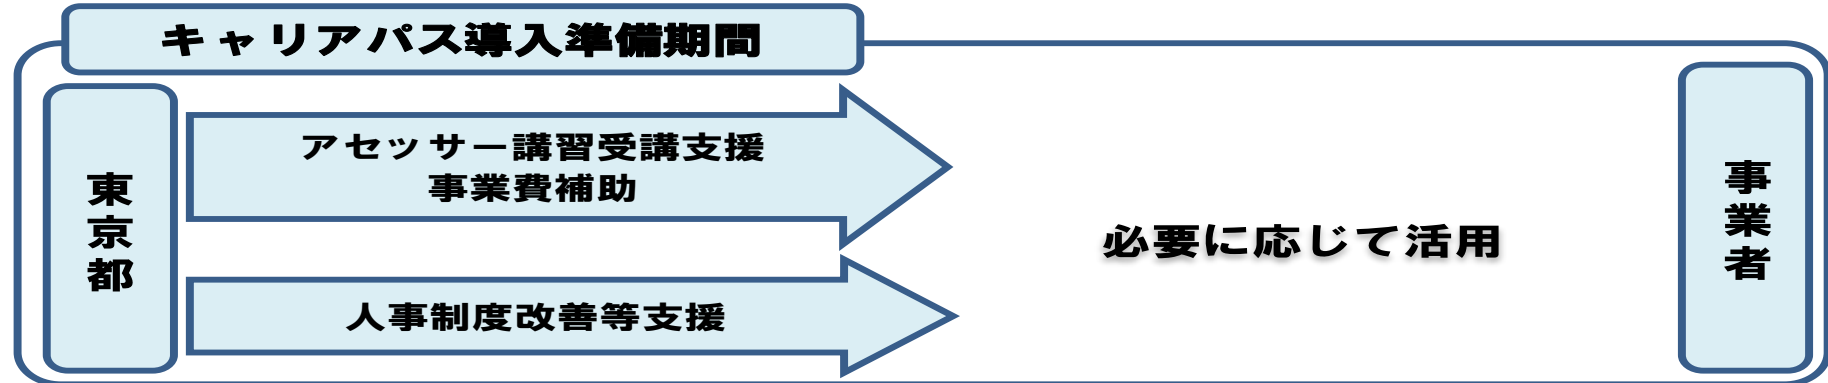 キャリアパス導入準備期間
東京都
アセッサー講習受講支援
事業費補助
人事制度改善等支援
必要に応じて活用
事業者